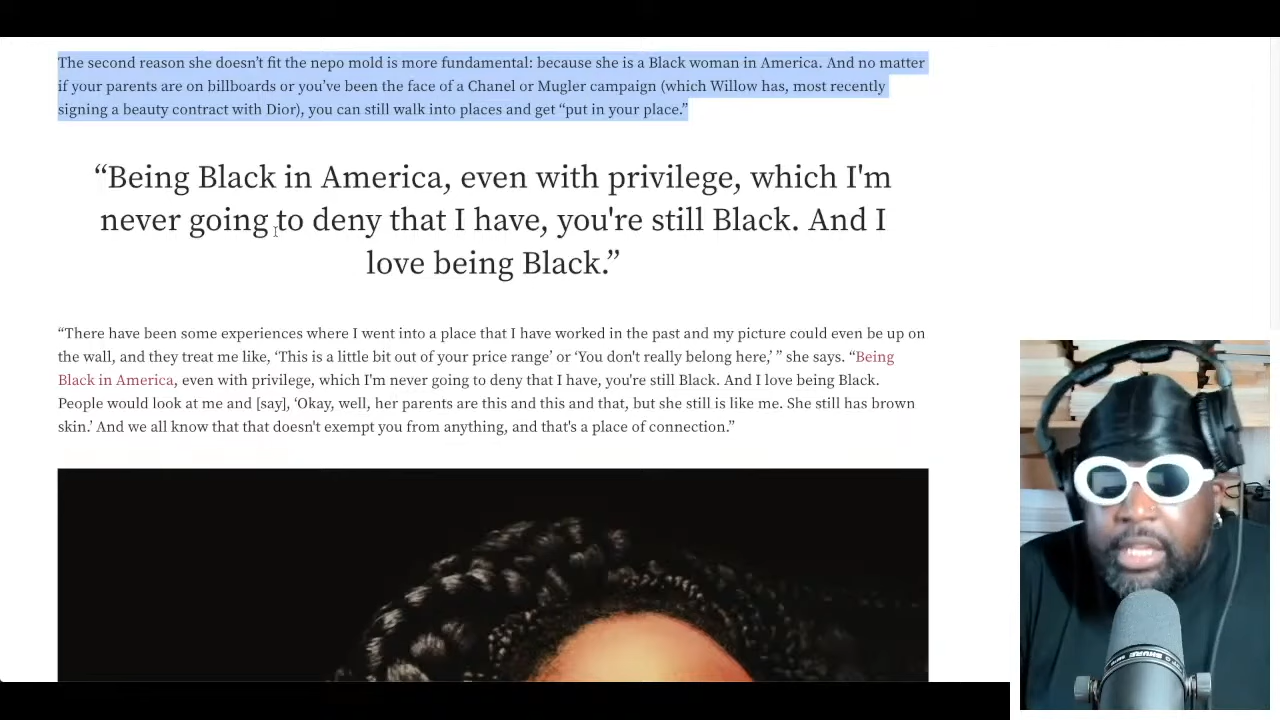 The second reason she doesn’t fit the nepo mold is more fundamental: because she is a Black woman in America. And no matter
if your parents are on billboards or you’ve been the face of a Chanel or Mugler campaign (which Willow has, most recently
signing a beauty contract with Dior), you can still walk into places and get “put in your place.”
“Being Black in America, even with privilege, which I'm
never going to deny that I have, you're still Black. And I
love being Black.”
“There have been some experiences where I went into a place that I have worked in the past and my picture could even be up on
the wall, and they treat me like, ‘This is a little bit out of your price range’ or ‘You don't really belong here,’ ” she says. “Being
Black in America, even with privilege, which I'm never going to deny that I have, you're still Black. And I love being Black.
People would look at me and [say], ‘Okay, well, her parents are this and this and that, but she still is like me. She still has brown
skin.’ And we all know that that doesn't exempt you from anything, and that's a place of connection.”
SHURE